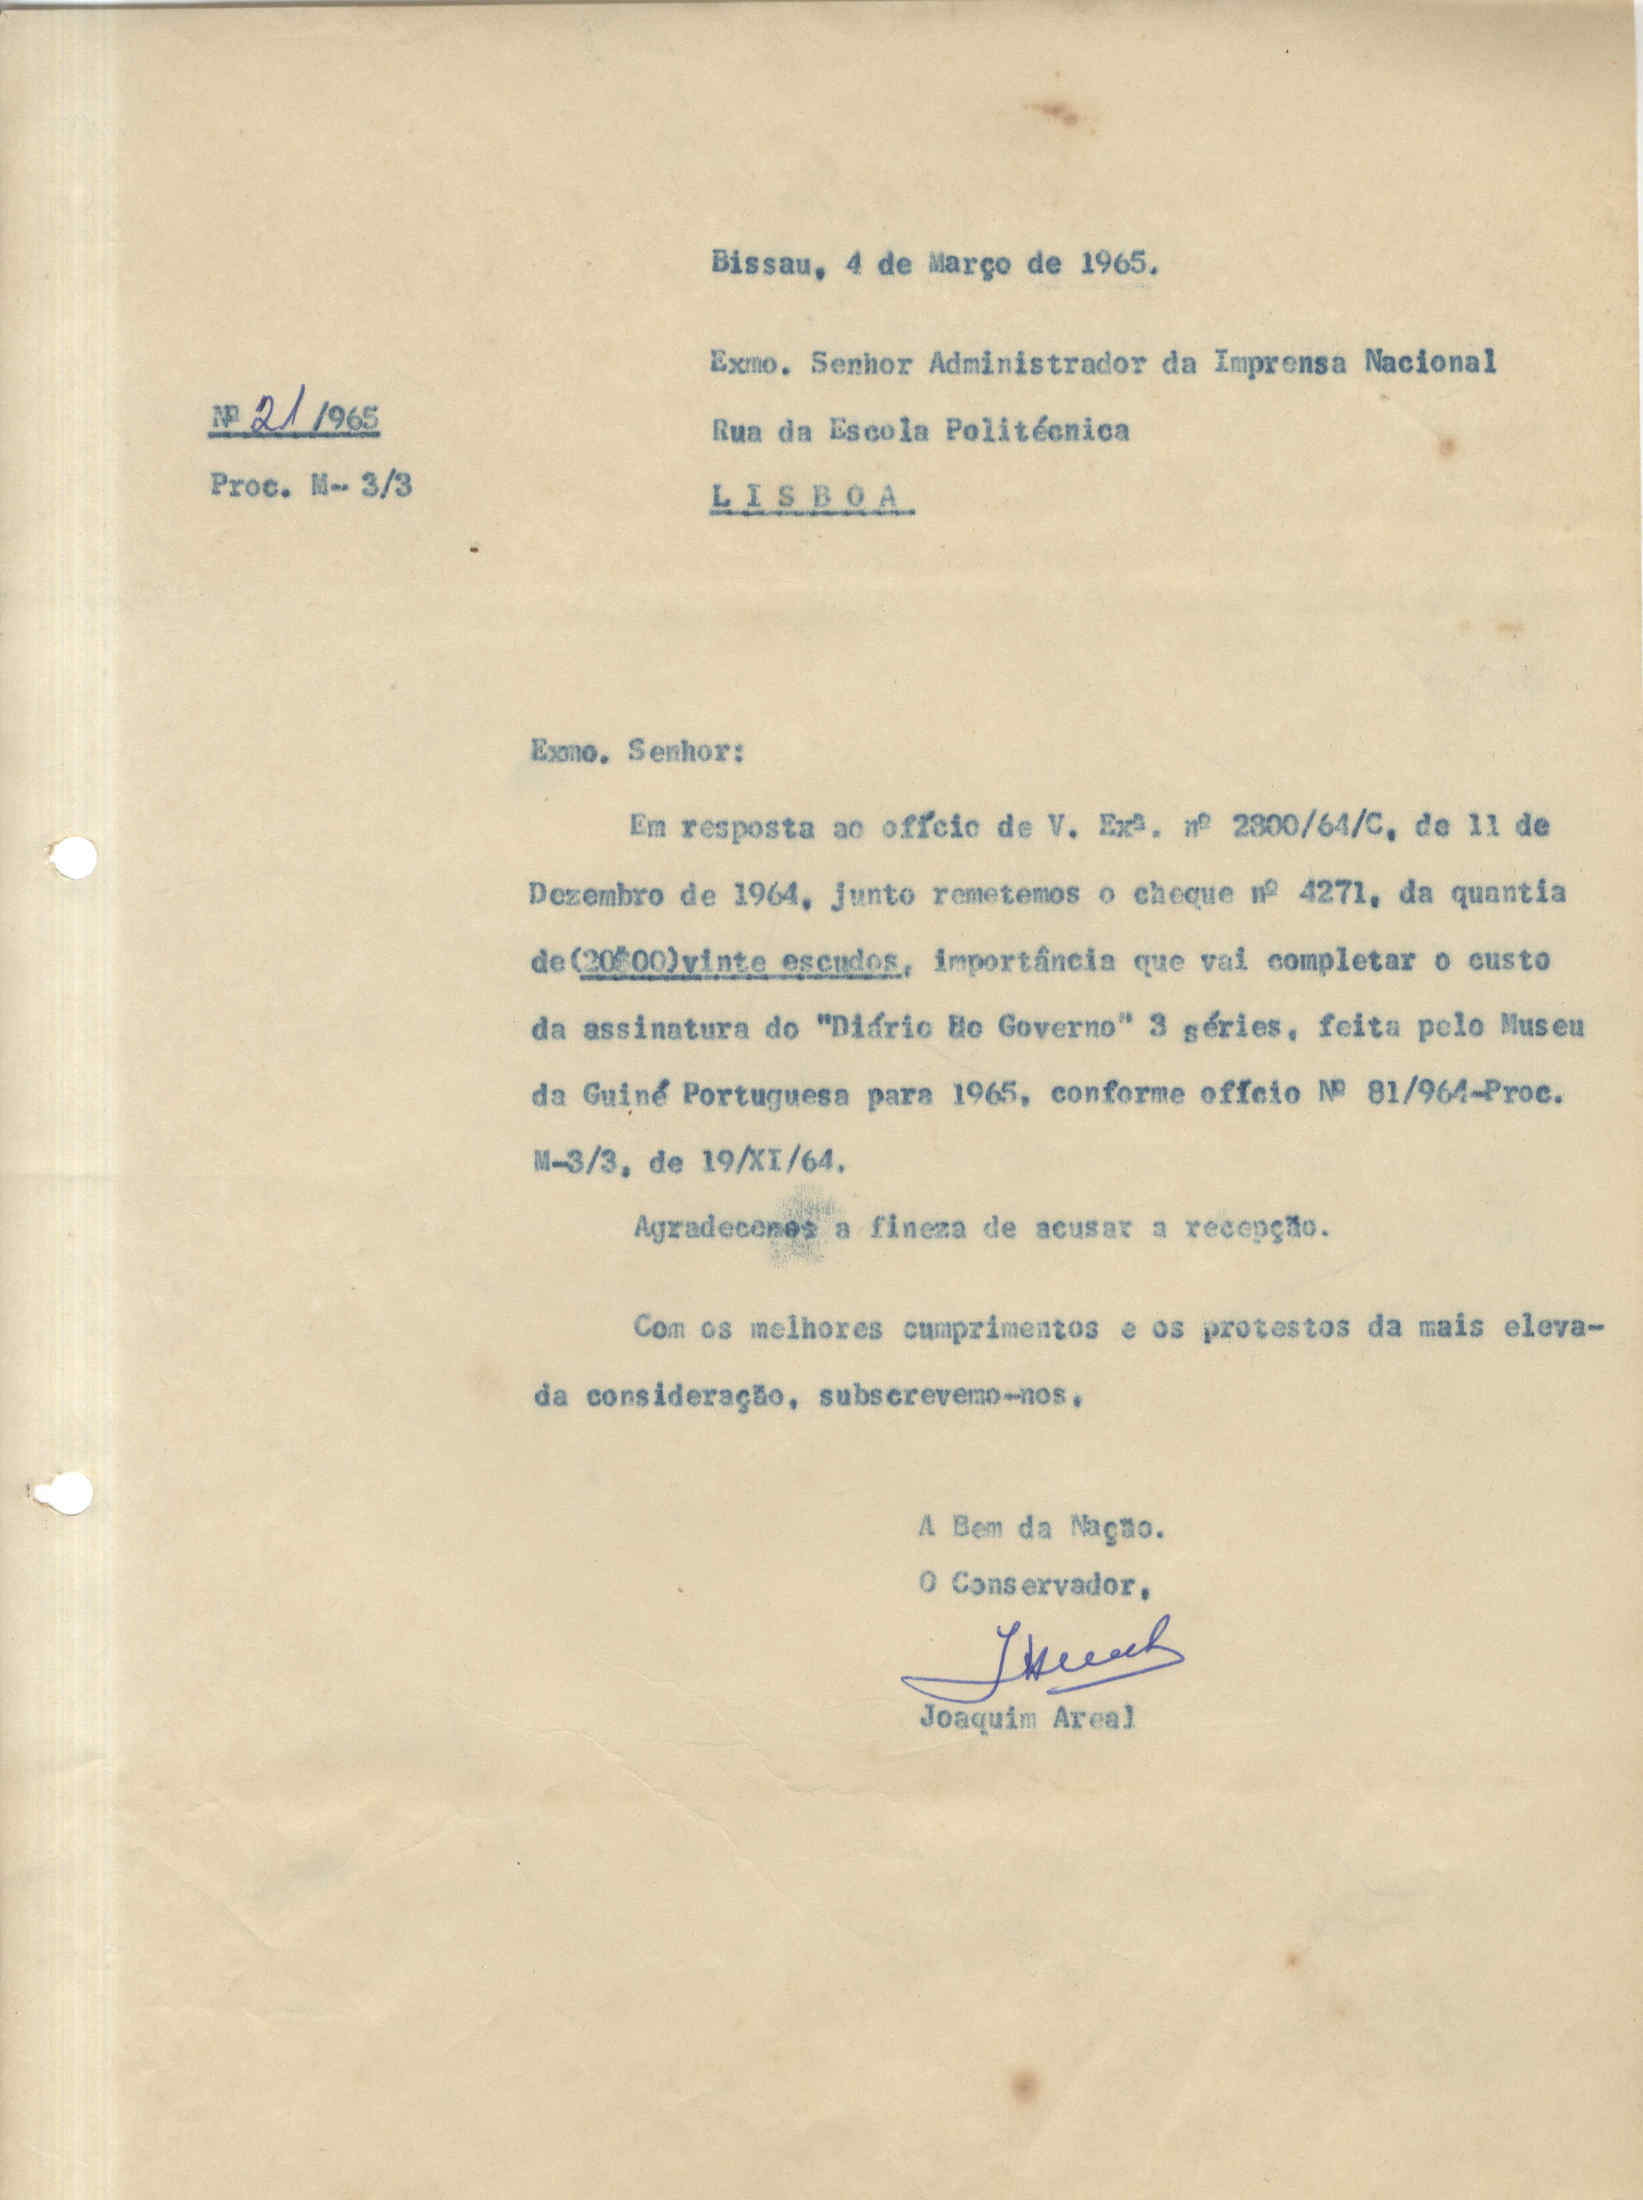 Bissau, 4 de Março de 1965.
Exmo. Senhor Administrador da Imprensa Nacional
Nº 21/1965
Rua da Escola Politécnica
Proc. M- 3/3
LISBOA
Exmo. Senhor:
Em resposta ao ofício de V. Exª. nº 2800/64/C, de 11 de
Dezembro de 1964, junto remetemos o cheque nº 4271, da quantia
de(20$00)vinte escudos, importância que vai completar o custo
da assinatura do "Diário Do Governo" 3 séries, feita pelo Museu
da Guiné Portuguesa para 1965, conforme ofício Nº 81/964-Proc.
M-3/3, de 19/XI/64.
Agradecemos a fineza de acusar a recepção.
Com os melhores cumprimentos e os protestos da mais eleva-
da consideração, subscrevemo-nos,
A Bem da Nação.
O Conservador,
Joaquim Areal